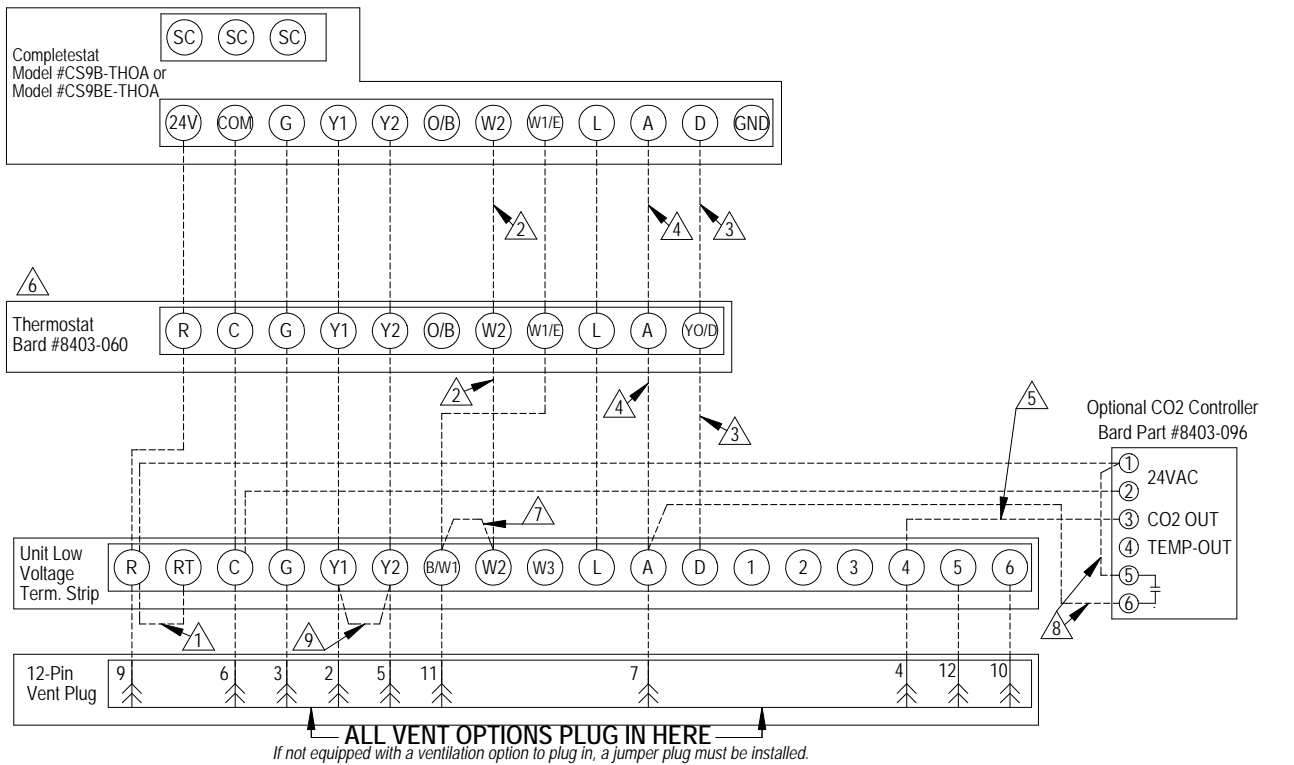 SC SC SC
Completestat
Model #CS9B-THOA or
Model #CS9BE-THOA
24V COM G Y1 Y2 O/B W2 W1/E L A D GND
2 4 3
6
Thermostat
Bard #8403-060
R C G Y1 Y2 O/B W2 W1/E L A YO/D
2 4 3 5
Optional CO2 Controller
Bard Part #8403-096
1 24VAC
2
3 CO2 OUT
4 TEMP-OUT
5
6
7
8
Unit Low
Voltage
Term. Strip
R RT C G Y1 Y2 B/W1 W2 W3 L A D 1 2 3 4 5 6
1 9
12-Pin
Vent Plug
9 6 3 2 5 11 7 4 12 10
ALL VENT OPTIONS PLUG IN HERE
If not equipped with a ventilation option to plug in, a jumper plug must be installed.